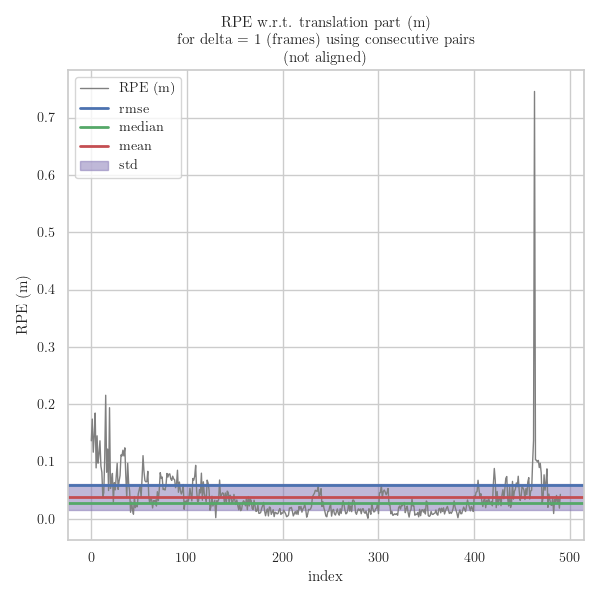 RPE w.r.t. translation part (m)
for delta = 1 (frames) using consecutive pairs
(not aligned)
RPE (m)
rmse
median
mean
std
RPE (m)
0.7
0.6
0.5
0.4
0.3
0.2
0.1
0.0
0
100
200
300
400
500
index